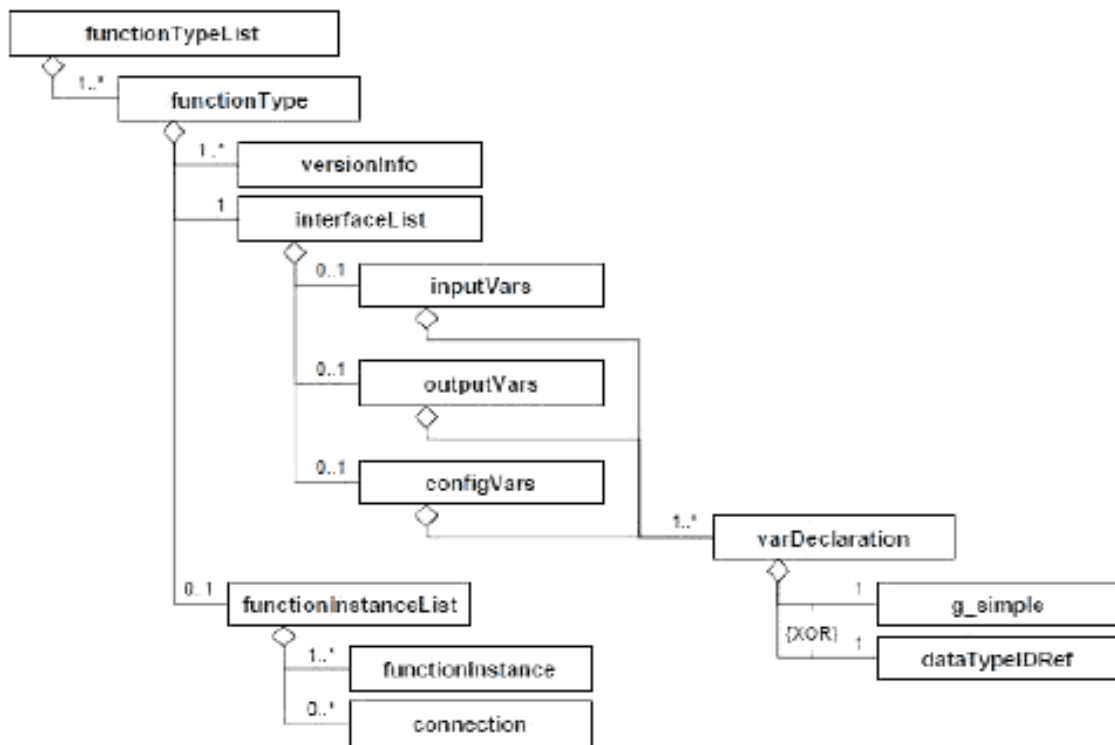 functionTypeList
1..*
functionType
1..*
versionInfo
1
interfaceList
0..1
inputVars
0..1
outputVars
0..1
configVars
1..*
varDeclaration
1
g_simple
{XOR}
1
dataTypeIDRef
0..1
functionInstanceList
1..*
functionInstance
0..*
connection